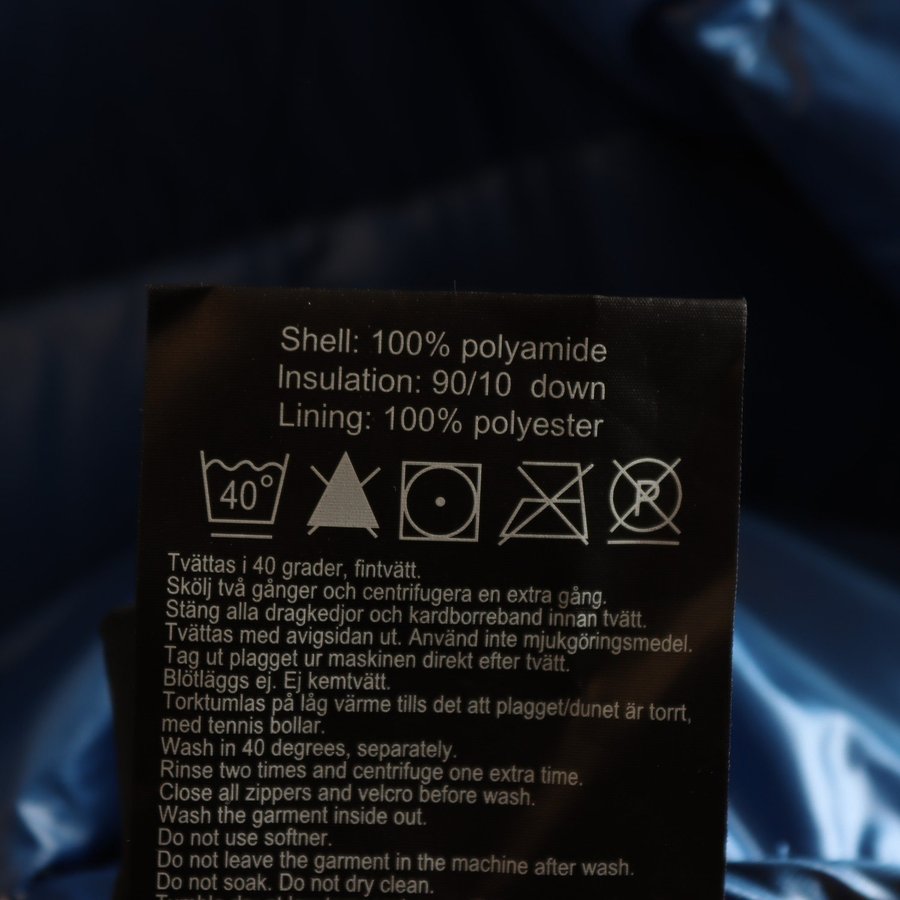 Shell: 100% polyamide
Insulation: 90/10 down
Lining: 100% polyester
40° P
Tvättas i 40 grader, fintvätt.
Skölj två gånger och centrifugera en extra gång.
Stäng alla dragkedjor och kardborreband innan tvätt.
Tvättas med avigsidan ut. Använd inte mjukgöringsmedel.
Tag ut plagget ur maskinen direkt efter tvätt.
Blötläggs ej. Ej kemtvätt.
Torktumlas på låg värme tills det att plagget/dunet är torrt,
med tennis bollar.
Wash in 40 degrees, separately.
Rinse two times and centrifuge one extra time.
Close all zippers and velcro before wash.
Wash the garment inside out.
Do not use softner.
Do not leave the garment in the machine after wash.
Do not soak. Do not dry clean.